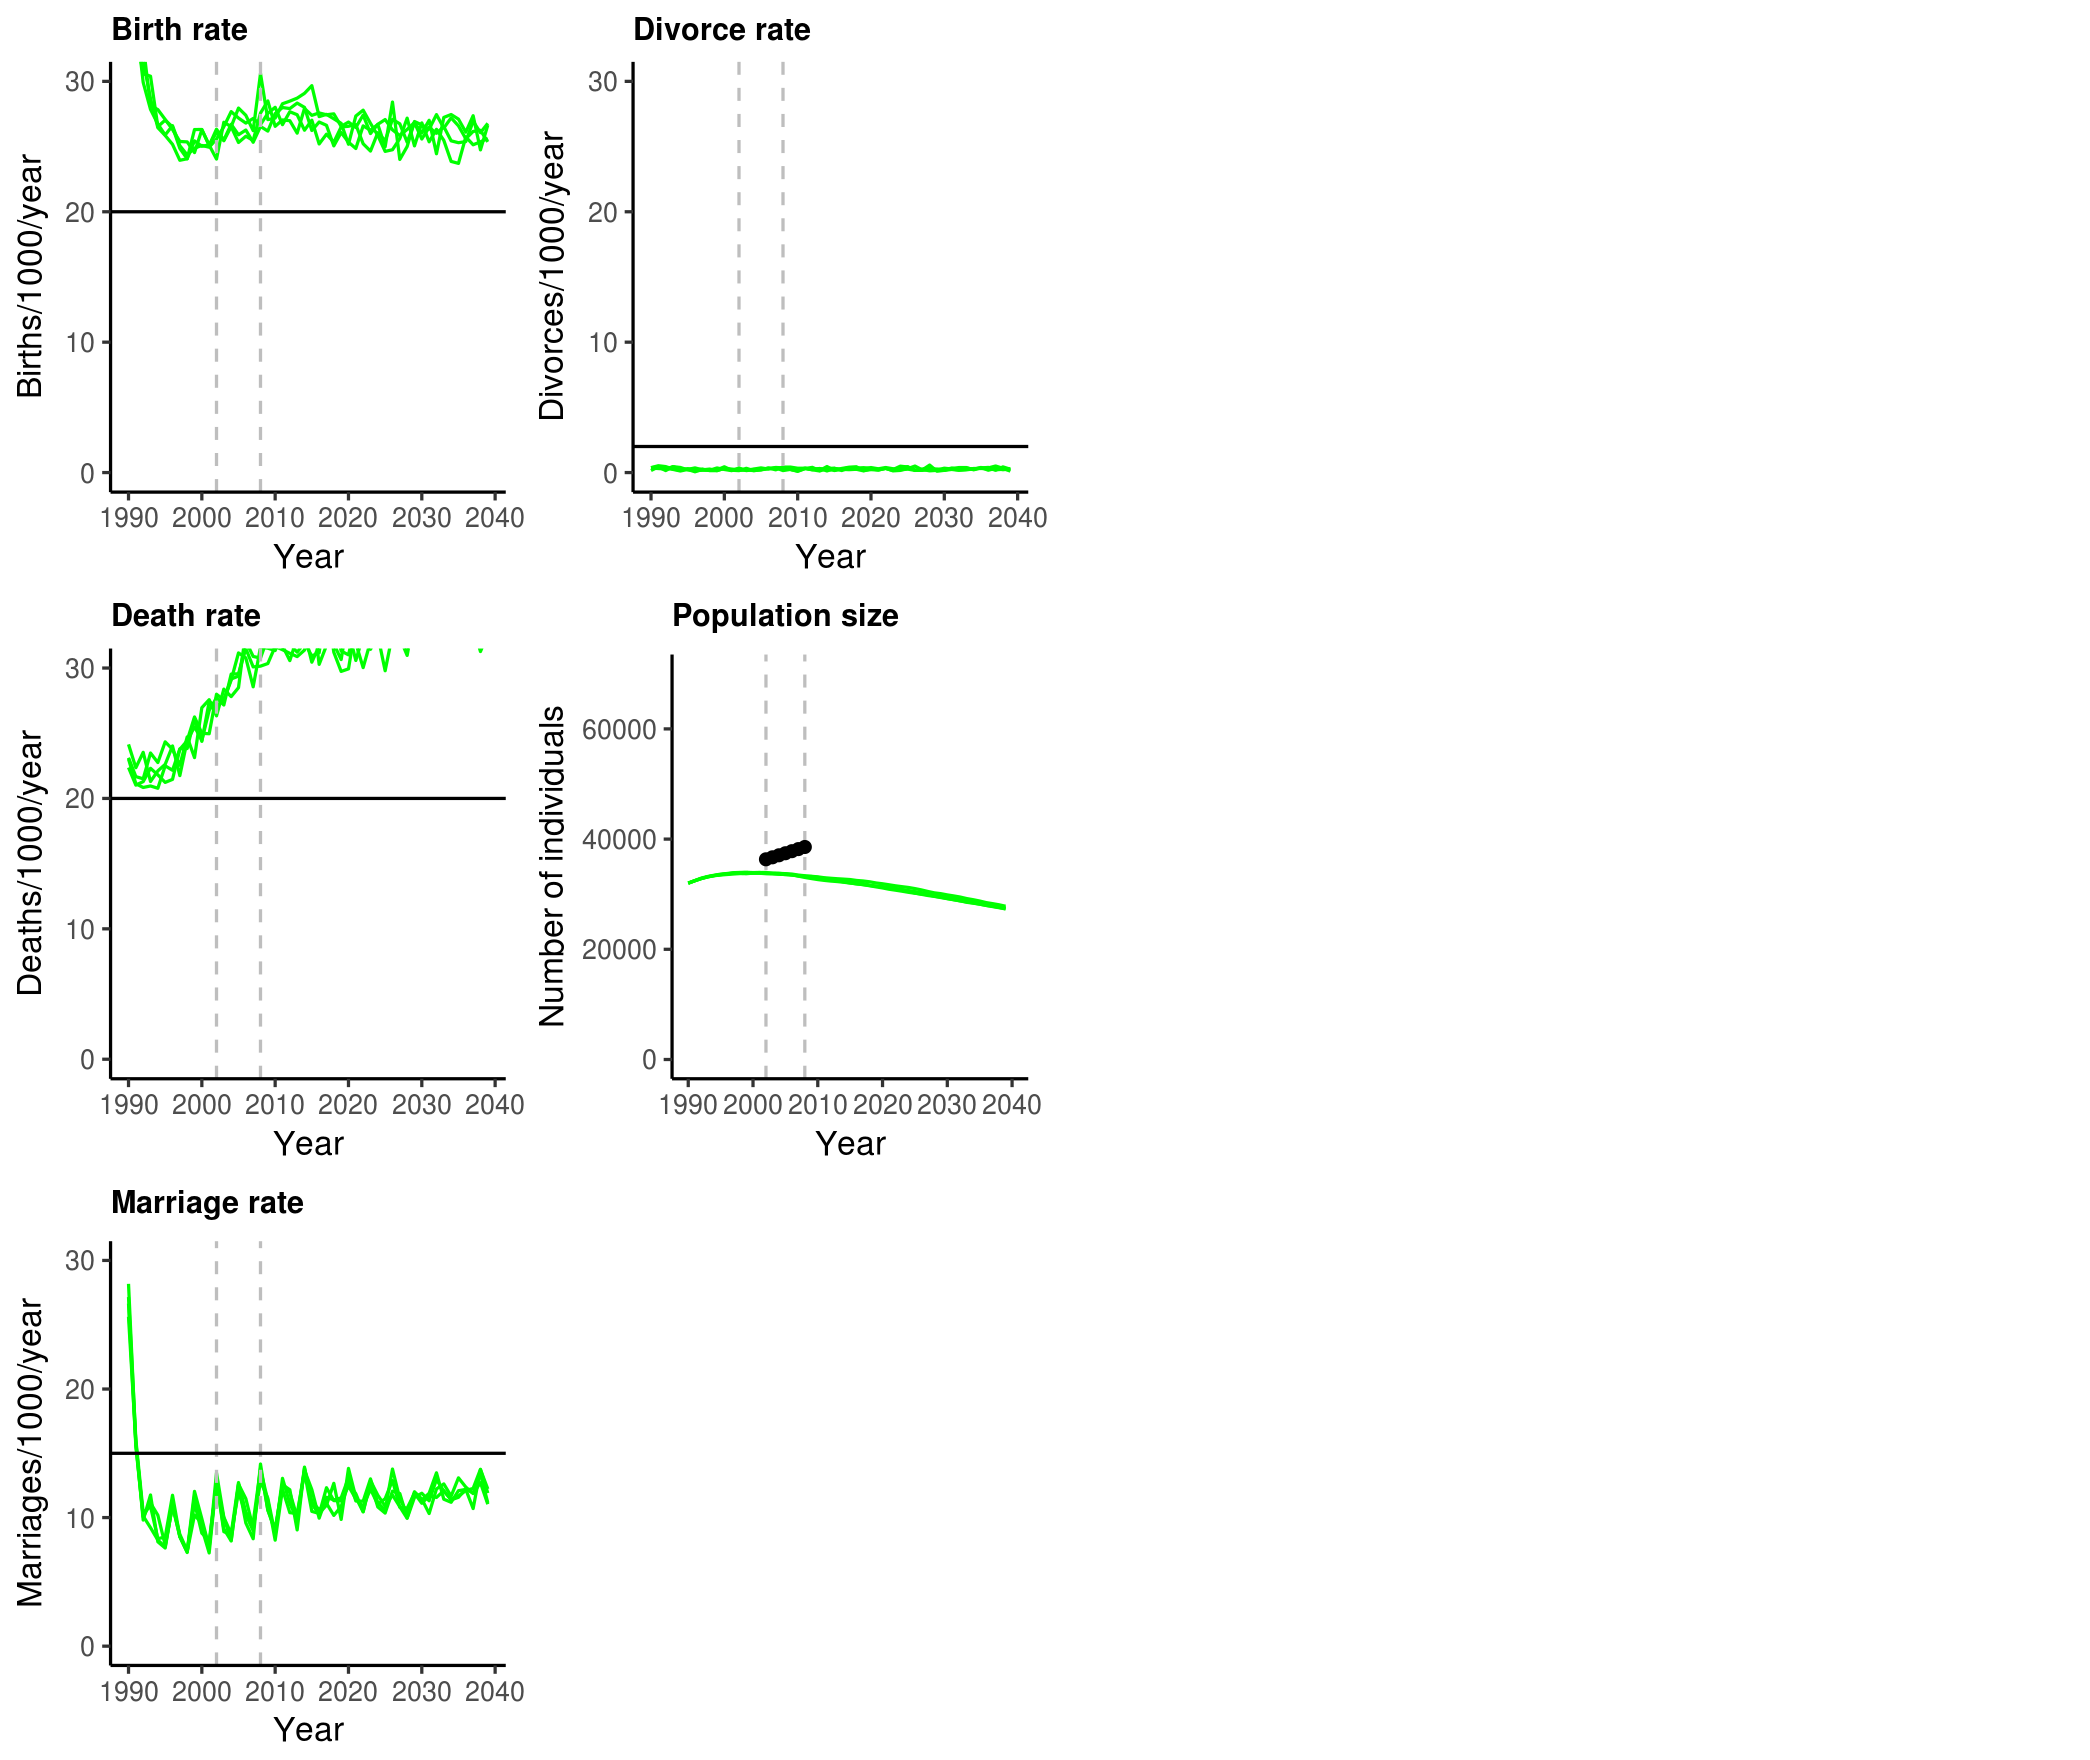 Birth rate
Births/1000/year
30
20
10
0
1990 2000 2010 2020 2030 2040
Year
Divorce rate
Divorces/1000/year
30
20
10
0
1990 2000 2010 2020 2030 2040
Year
Death rate
Deaths/1000/year
30
20
10
0
1990 2000 2010 2020 2030 2040
Year
Population size
Number of individuals
60000
40000
20000
0
1990 2000 2010 2020 2030 2040
Year
Marriage rate
Marriages/1000/year
30
20
10
0
1990 2000 2010 2020 2030 2040
Year